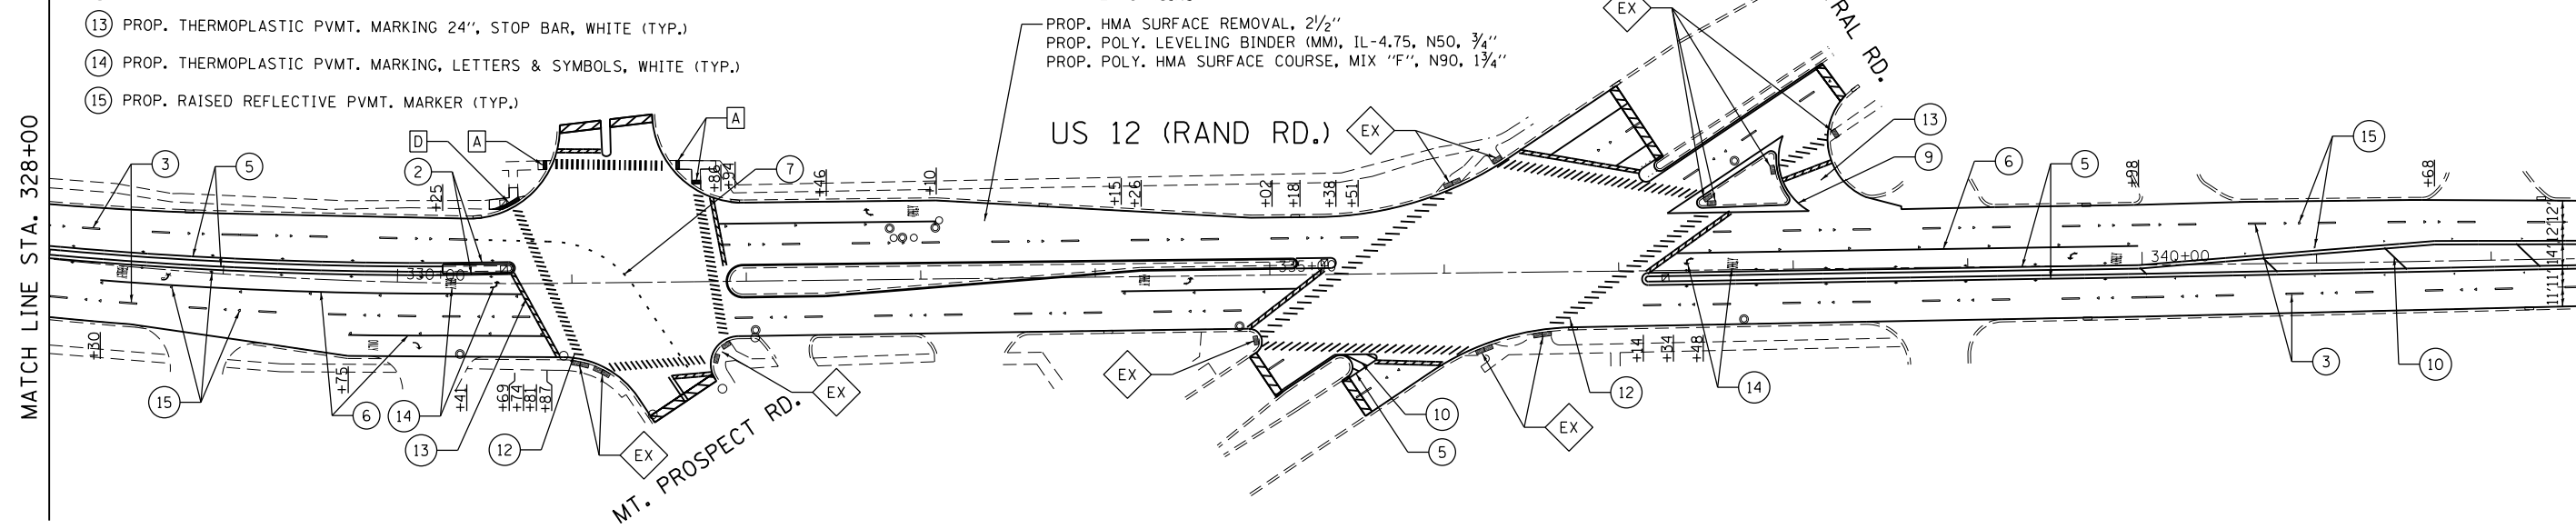 MATCH LINE STA. 328+00
13 PROP. THERMOPLASTIC PVMT. MARKING 24", STOP BAR, WHITE (TYP.)
14 PROP. THERMOPLASTIC PVMT. MARKING, LETTERS & SYMBOLS, WHITE (TYP.)
15 PROP. RAISED REFLECTIVE PVMT. MARKER (TYP.)
PROP. HMA SURFACE REMOVAL, 2½"
PROP. POLY. LEVELING BINDER (MM), IL-4.75, N50, ¾"
PROP. POLY. HMA SURFACE COURSE, MIX "F", N90, 1¾"
EX
RAL RD.
US 12 (RAND RD.)
EX
D
A
A
3
5
2
7
13
9
6
5
15
+25
+86
+94
+46
+10
+15
+26
+02
+18
+38
+51
+98
+68
330+00
335+00
340+00
12'
12'
14'
11'
11'
+30
+75
+41
+69
+74
+81
+87
+14
+34
+48
15
6
14
13
12
EX
EX
EX
10
5
EX
12
14
3
10
MT. PROSPECT RD.